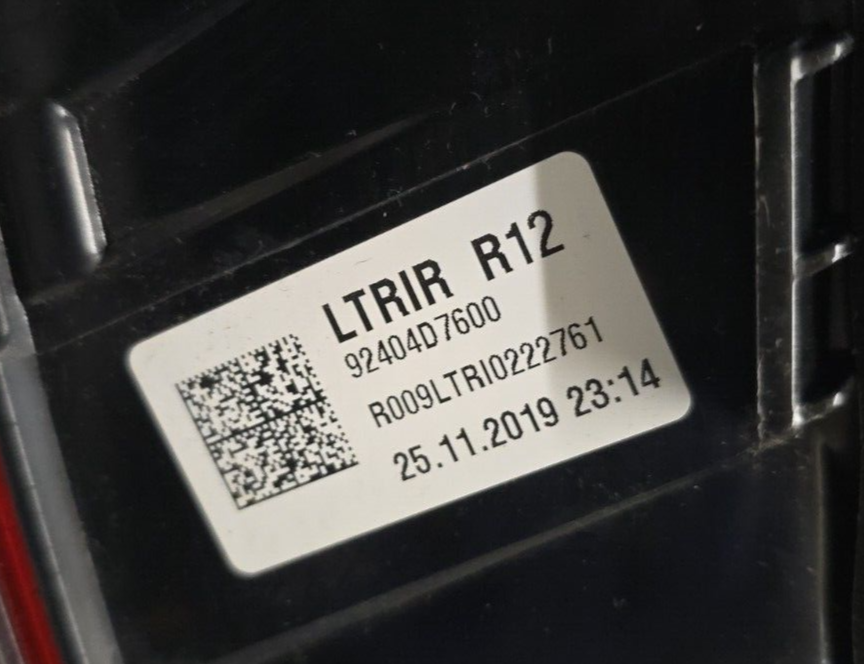 LTRIR R12
92404D7600
R009LTRI0222761
25.11.2019 23:14